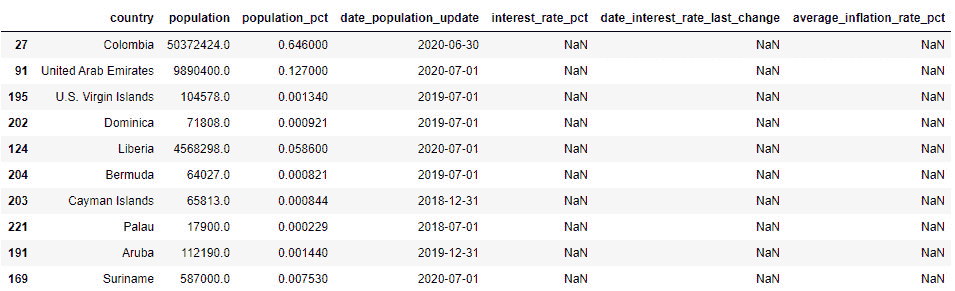 country population population_pct date_population_update interest_rate_pct date_interest_rate_last_change average_inflation_rate_pct
27 Colombia 50372424.0 0.646000 2020-06-30 NaN NaN NaN
91 United Arab Emirates 9890400.0 0.127000 2020-07-01 NaN NaN NaN
195 U.S. Virgin Islands 104578.0 0.001340 2019-07-01 NaN NaN NaN
202 Dominica 71808.0 0.000921 2019-07-01 NaN NaN NaN
124 Liberia 4568298.0 0.058600 2020-07-01 NaN NaN NaN
204 Bermuda 64027.0 0.000821 2019-07-01 NaN NaN NaN
203 Cayman Islands 65813.0 0.000844 2018-12-31 NaN NaN NaN
221 Palau 17900.0 0.000229 2018-07-01 NaN NaN NaN
191 Aruba 112190.0 0.001440 2019-12-31 NaN NaN NaN
169 Suriname 587000.0 0.007530 2020-07-01 NaN NaN NaN